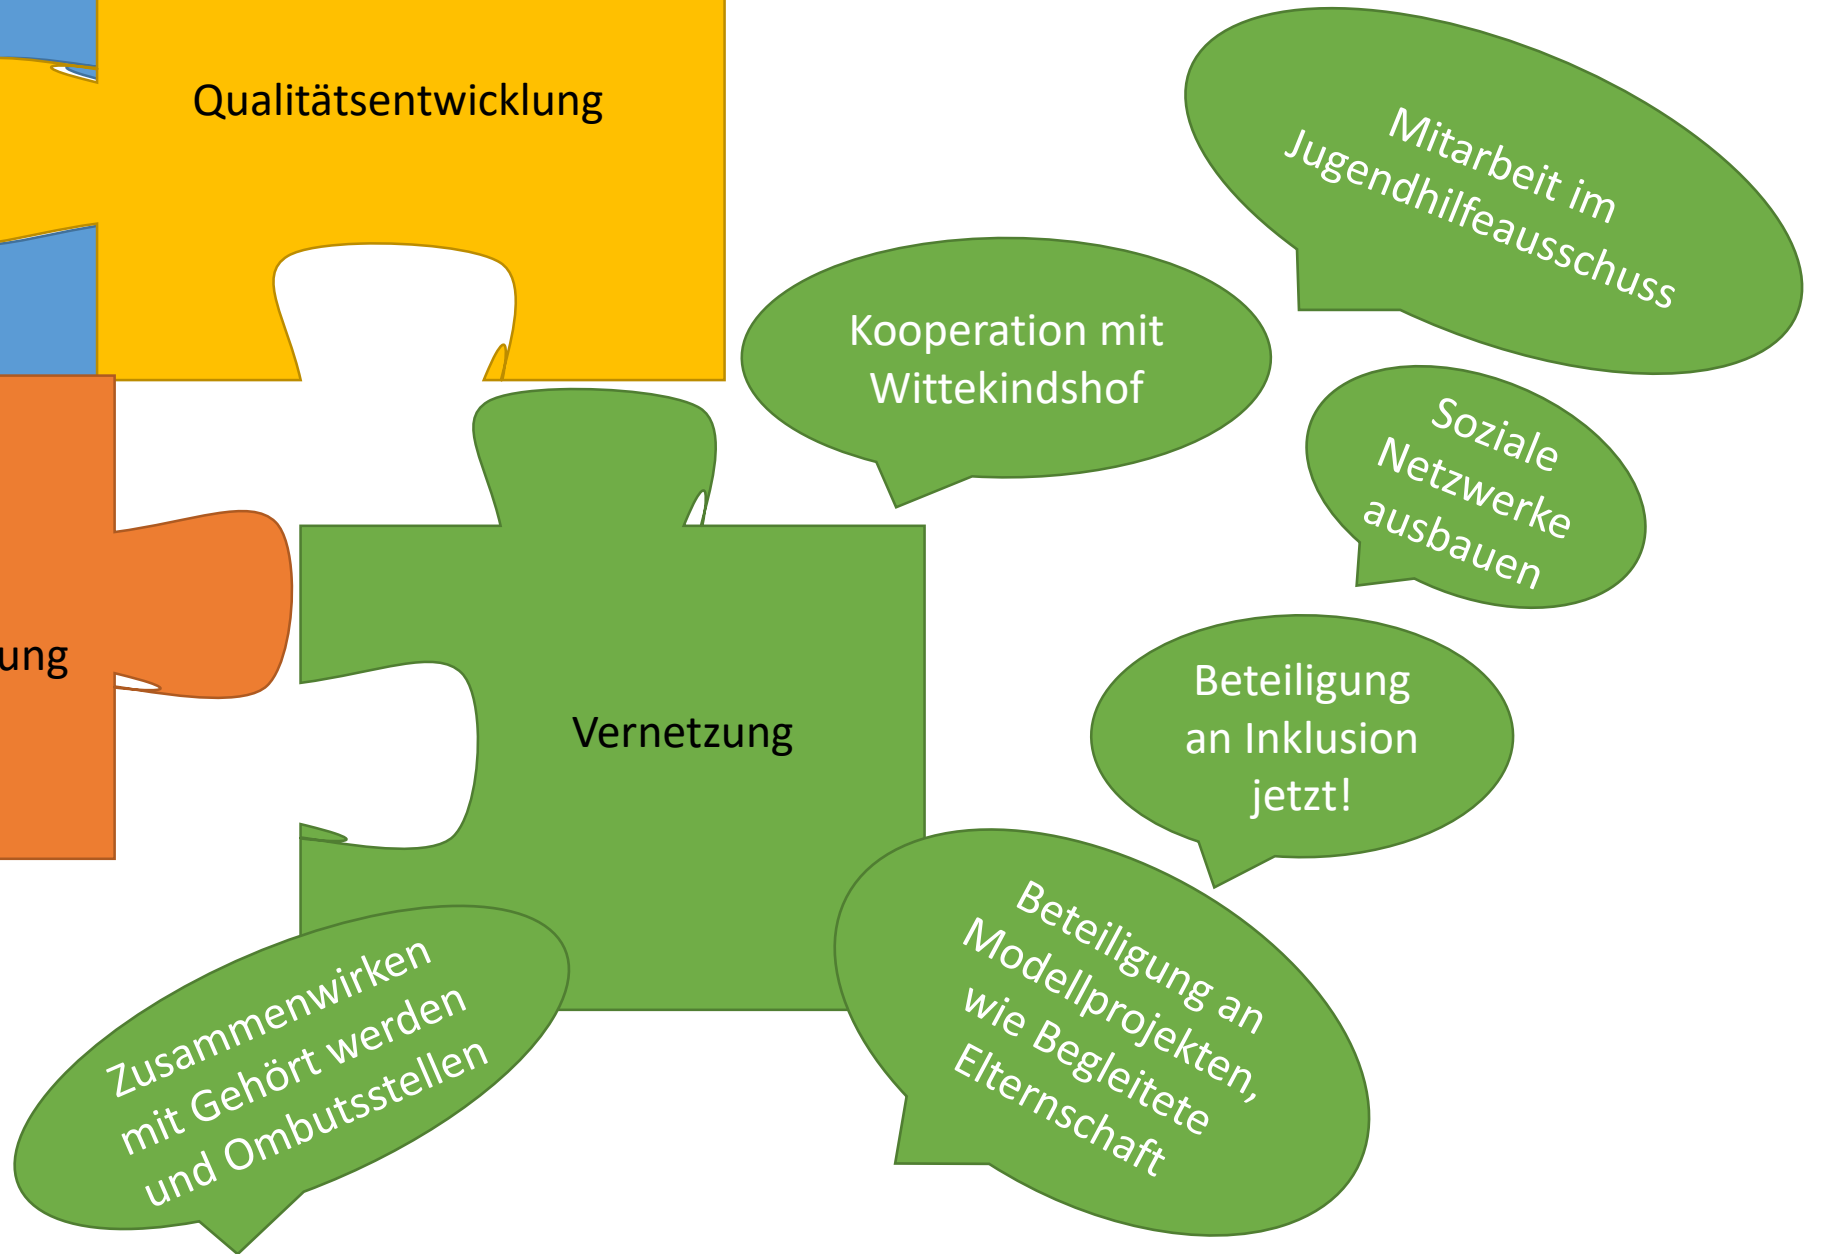 Qualitätsentwicklung
Mitarbeit im
Jugendhilfeausschuss
Kooperation mit
Wittekindshof
Soziale
Netzwerke
ausbauen
ung
Vernetzung
Beteiligung
an Inklusion
jetzt!
Beteiligung an
Modellprojekten,
wie Begleitete
Elternschaft
Zusammenwirken
mit Gehört werden
und Ombutsstellen